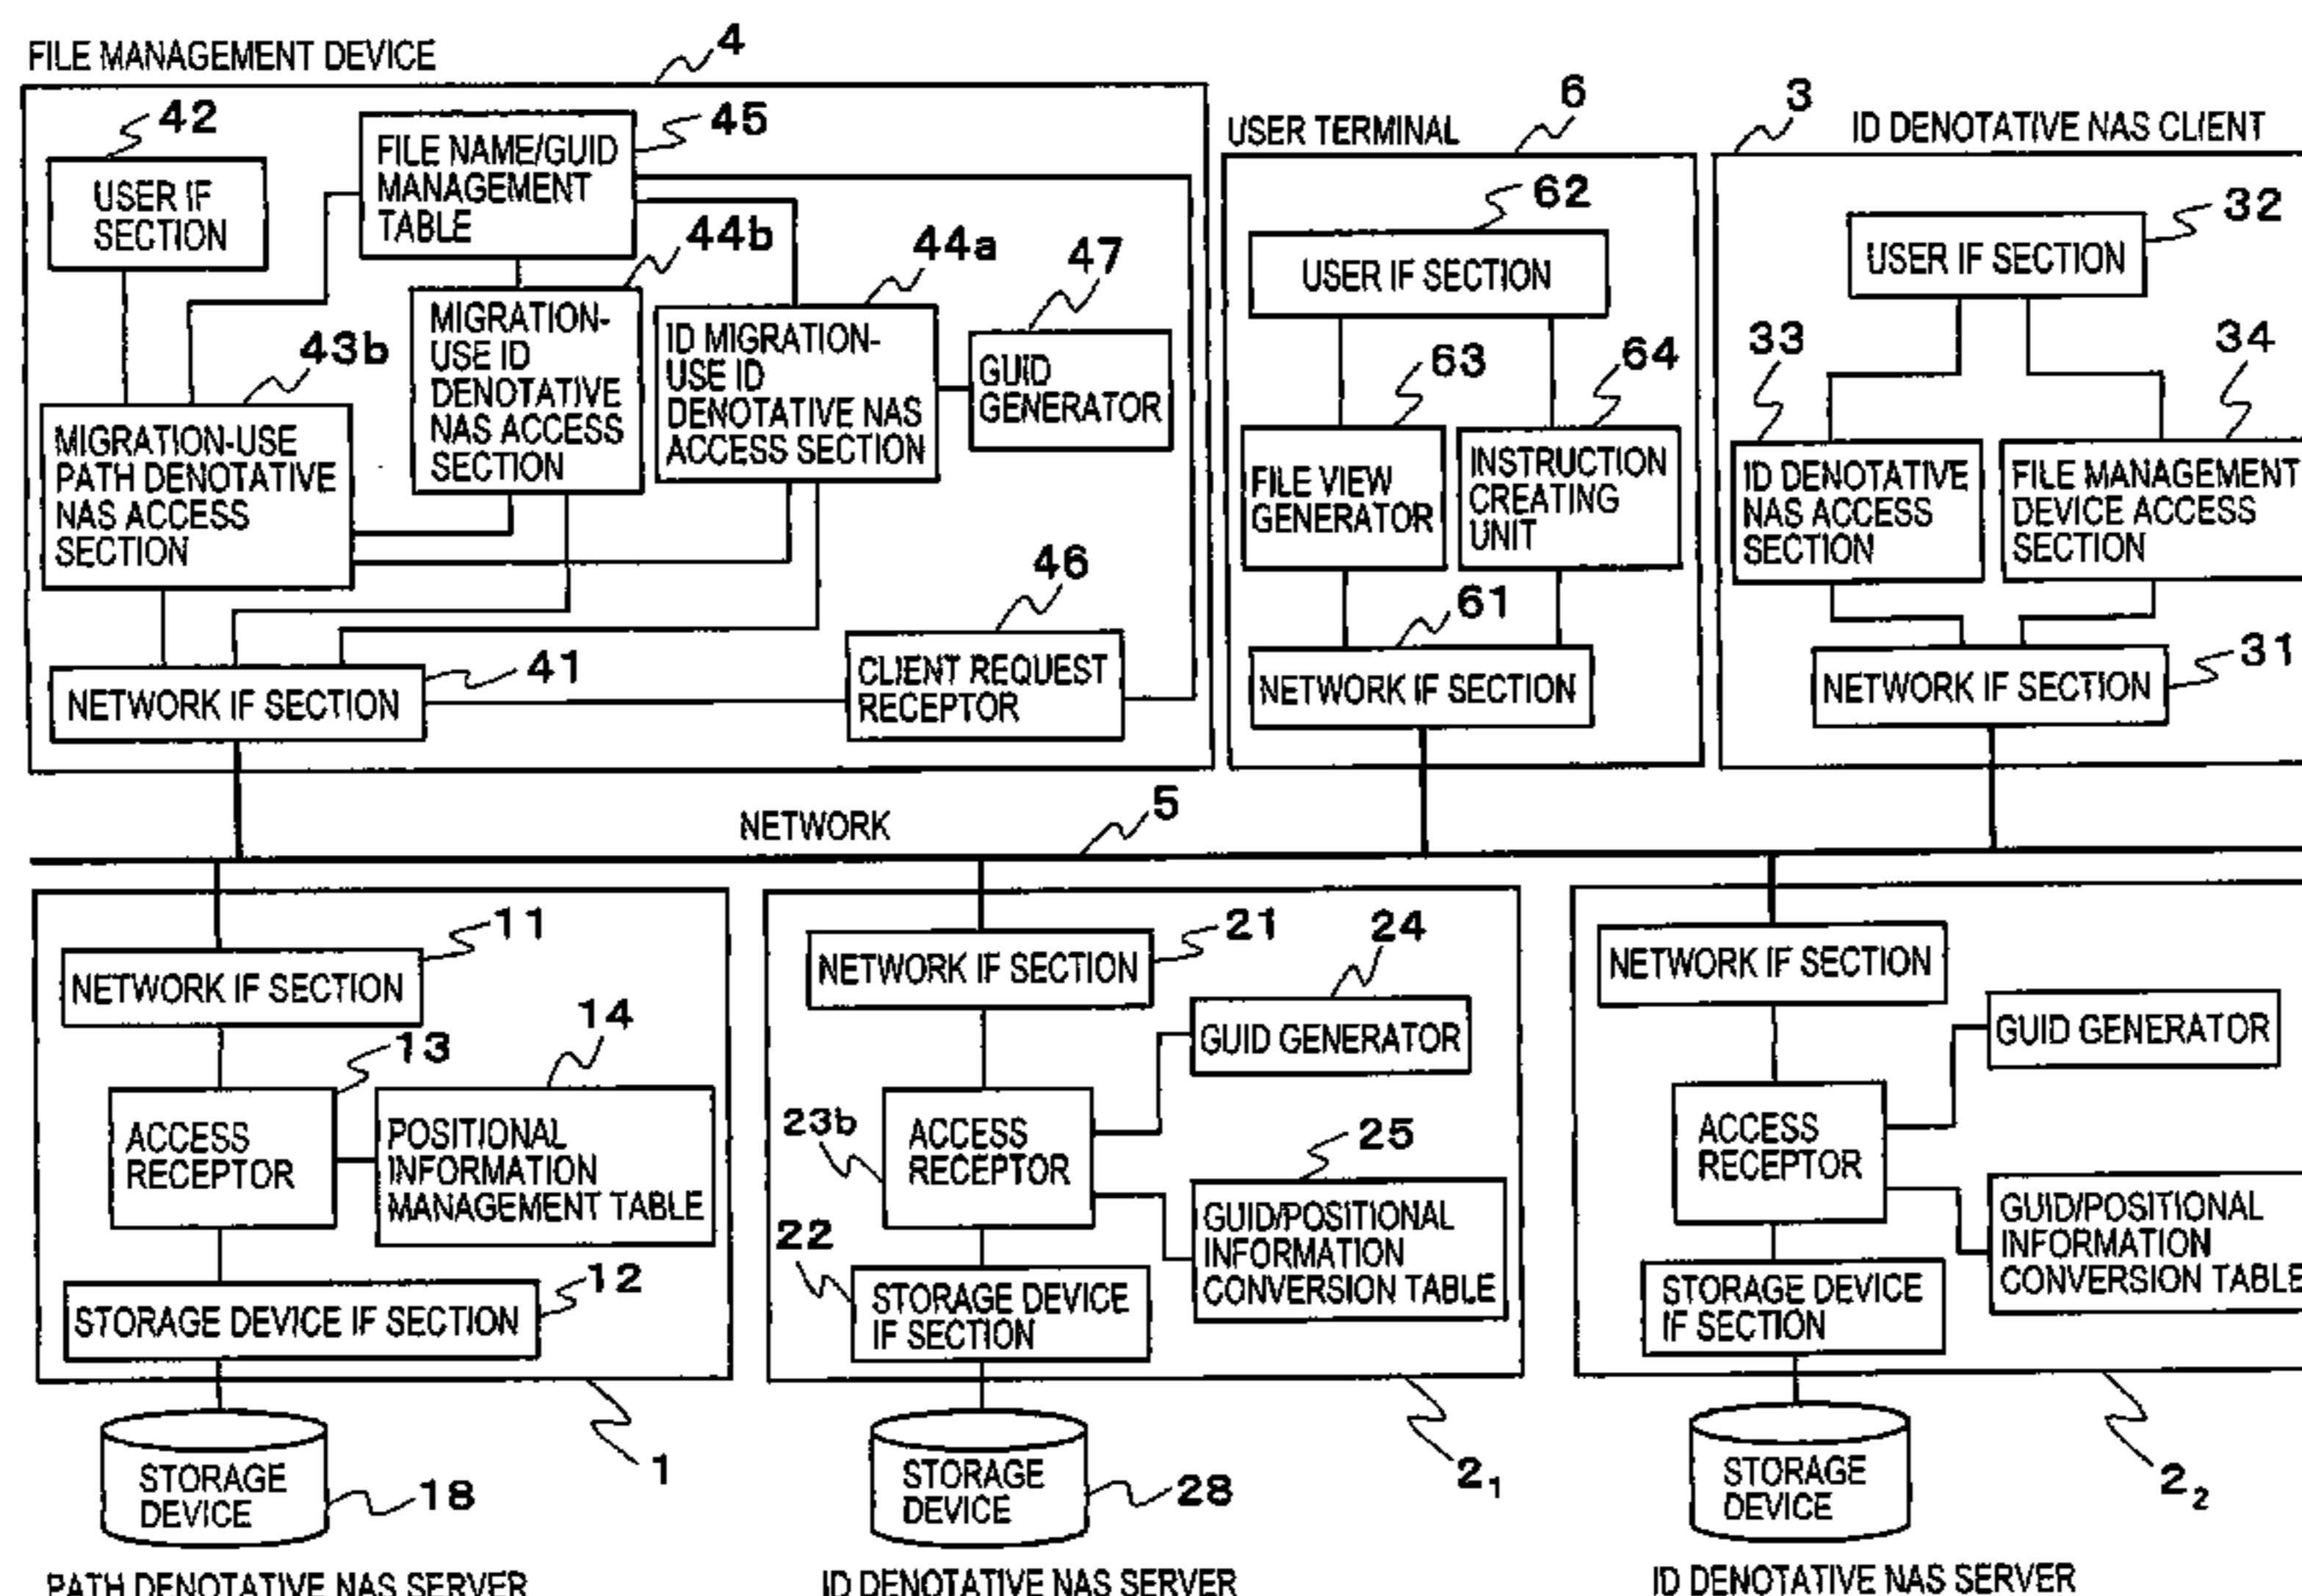 FILE MANAGEMENT DEVICE
4
42
USER IF
SECTION
45
FILE NAME/GUID
MANAGEMENT
TABLE
44b
MIGRATION-
USE ID
DENOTATIVE
NAS ACCESS
SECTION
44a
ID MIGRATION-
USE ID
DENOTATIVE NAS
ACCESS SECTION
47
GUID
GENERATOR
43b
MIGRATION-USE
PATH DENOTATIVE
NAS ACCESS
SECTION
46
CLIENT REQUEST
RECEPTOR
41
NETWORK IF SECTION
USER TERMINAL
6
62
USER IF SECTION
63
FILE VIEW
GENERATOR
64
INSTRUCTION
CREATING
UNIT
61
NETWORK IF SECTION
3
ID DENOTATIVE NAS CLIENT
32
USER IF SECTION
33
ID DENOTATIVE
NAS ACCESS
SECTION
34
FILE MANAGEMENT
DEVICE ACCESS
SECTION
31
NETWORK IF SECTION
NETWORK
5
11
NETWORK IF SECTION
13
ACCESS
RECEPTOR
14
POSITIONAL
INFORMATION
MANAGEMENT TABLE
12
STORAGE DEVICE IF SECTION
1
STORAGE
DEVICE
18
PATH DENOTATIVE NAS SERVER
21
NETWORK IF SECTION
24
GUID GENERATOR
23b
ACCESS
RECEPTOR
25
GUID/POSITIONAL
INFORMATION
CONVERSION TABLE
22
STORAGE DEVICE
IF SECTION
2₁
STORAGE
DEVICE
28
ID DENOTATIVE NAS SERVER
NETWORK IF SECTION
GUID GENERATOR
ACCESS
RECEPTOR
GUID/POSITIONAL
INFORMATION
CONVERSION TABLE
STORAGE DEVICE
IF SECTION
2₂
STORAGE
DEVICE
ID DENOTATIVE NAS SERVER